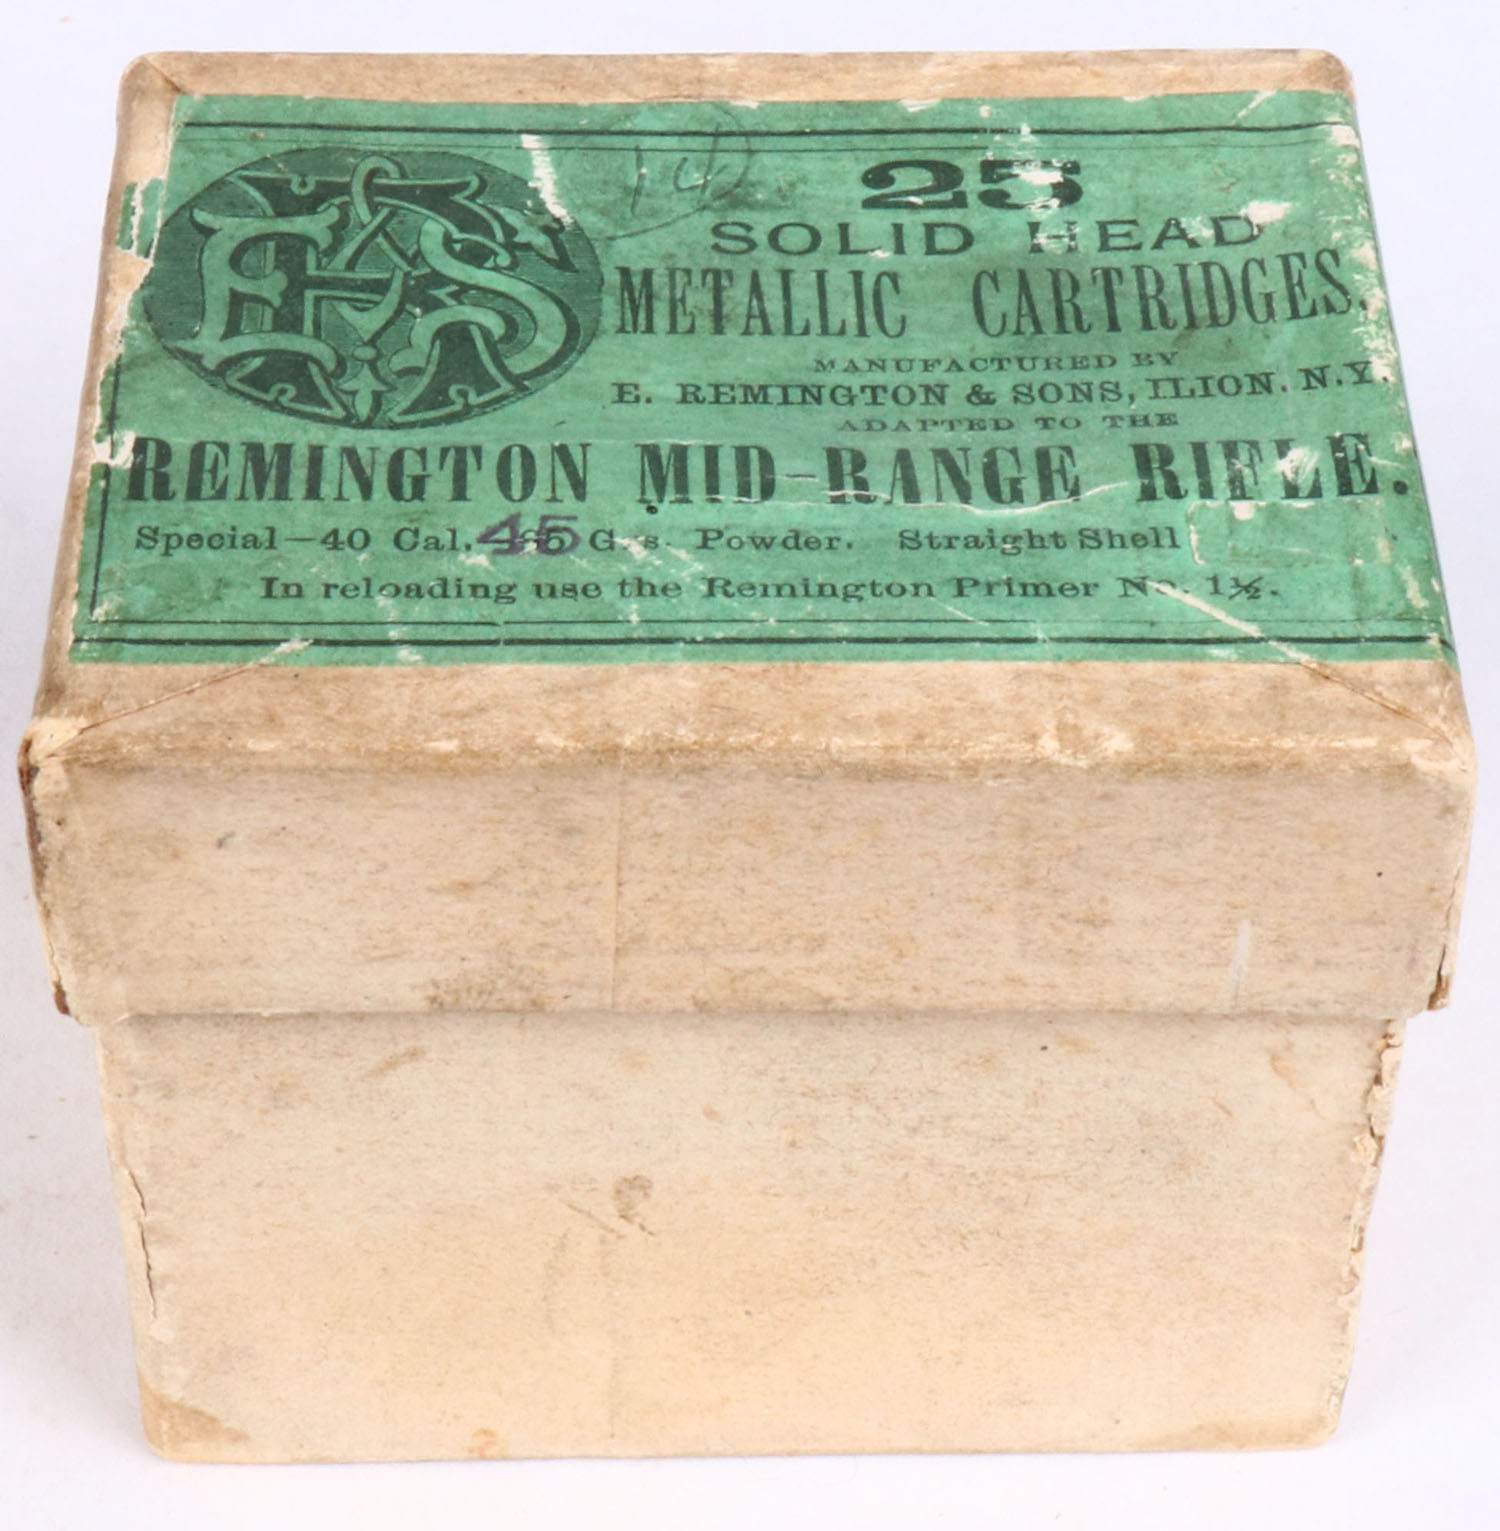 14
25
SOLID HEAD
METALLIC CARTRIDGES,
MANUFACTURED BY
E. REMINGTON & SONS, ILION. N.Y.
ADAPTED TO THE
REMINGTON MID-RANGE RIFLE.
Special—40 Cal. 45 Grs. Powder. Straight Shell
In reloading use the Remington Primer No. 1½.